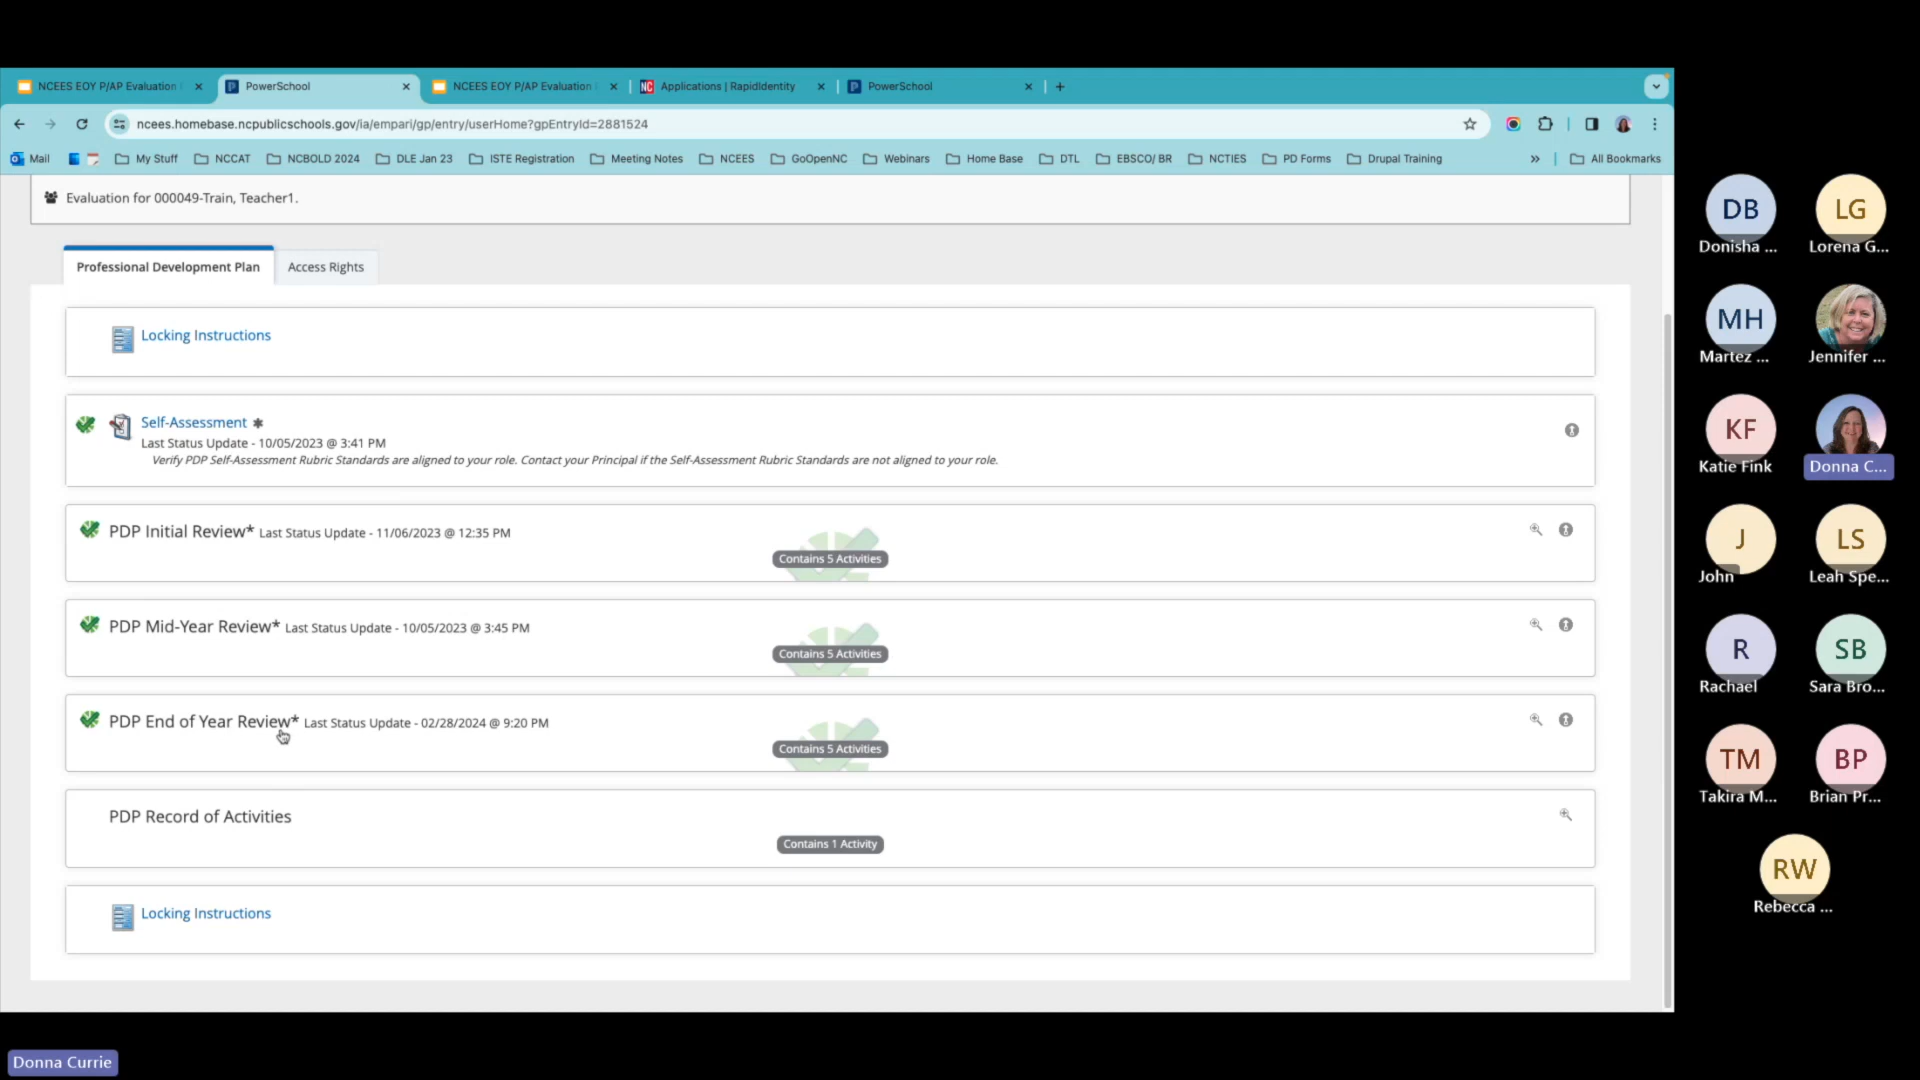 NCEES EOY P/AP Evaluation
PowerSchool
NCEES EOY P/AP Evaluation
Applications | RapidIdentity
PowerSchool
ncees.homebase.ncpublicschools.gov/ia/empari/gp/entry/userHome?gpEntryId=2881524
Mail
My Stuff
NCCAT
NCBOLD 2024
DLE Jan 23
ISTE Registration
Meeting Notes
NCEES
GoOpenNC
Webinars
Home Base
DTL
EBSCO/ BR
NCTIES
PD Forms
Drupal Training
»
All Bookmarks
Evaluation for 000049-Train, Teacher1.
Professional Development Plan
Access Rights
Locking Instructions
Self-Assessment *
Last Status Update - 10/05/2023 @ 3:41 PM
Verify PDP Self-Assessment Rubric Standards are aligned to your role. Contact your Principal if the Self-Assessment Rubric Standards are not aligned to your role.
PDP Initial Review* Last Status Update - 11/06/2023 @ 12:35 PM
Contains 5 Activities
PDP Mid-Year Review* Last Status Update - 10/05/2023 @ 3:45 PM
Contains 5 Activities
PDP End of Year Review* Last Status Update - 02/28/2024 @ 9:20 PM
Contains 5 Activities
PDP Record of Activities
Contains 1 Activity
Locking Instructions
DB
Donisha ...
LG
Lorena G...
MH
Martez ...
Jennifer ...
KF
Katie Fink
Donna C...
J
John
LS
Leah Spe...
R
Rachael
SB
Sara Bro...
TM
Takira M...
BP
Brian Pr...
RW
Rebecca ...
Donna Currie